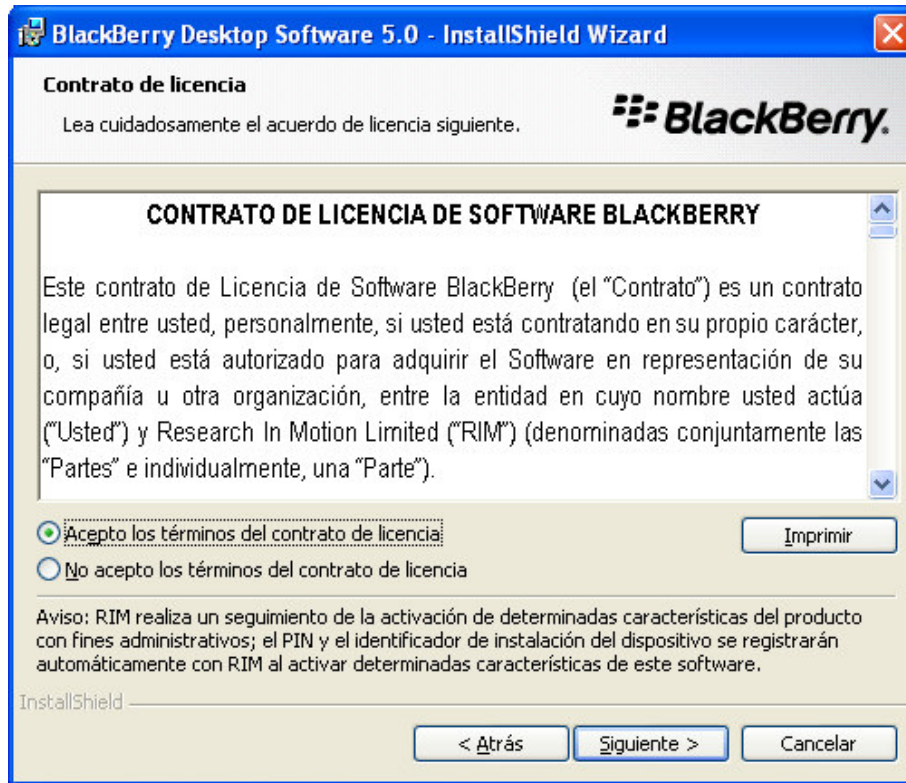 BlackBerry Desktop Software 5.0 - InstallShield Wizard
Contrato de licencia
Lea cuidadosamente el acuerdo de licencia siguiente.
BlackBerry.
CONTRATO DE LICENCIA DE SOFTWARE BLACKBERRY
Este contrato de Licencia de Software BlackBerry (el “Contrato”) es un contrato
legal entre usted, personalmente, si usted está contratando en su propio carácter,
o, si usted está autorizado para adquirir el Software en representación de su
compañía u otra organización, entre la entidad en cuyo nombre usted actúa
(“Usted”) y Research In Motion Limited (“RIM”) (denominadas conjuntamente las
“Partes” e individualmente, una “Parte”).
Acepto los términos del contrato de licencia
Imprimir
No acepto los términos del contrato de licencia
Aviso: RIM realiza un seguimiento de la activación de determinadas características del producto
con fines administrativos; el PIN y el identificador de instalación del dispositivo se registrarán
automáticamente con RIM al activar determinadas características de este software.
InstallShield
< Atrás
Siguiente >
Cancelar